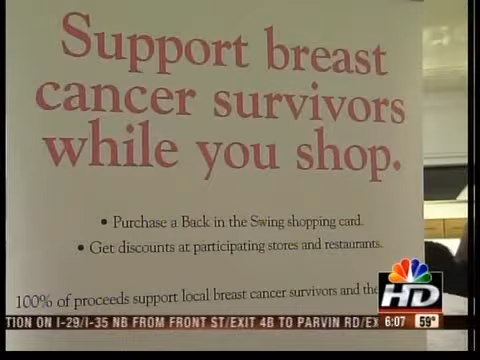 Support breast
cancer survivors
while you shop.
• Purchase a Back in the Swing shopping card.
• Get discounts at participating stores and restaurants.
100% of proceeds support local breast cancer survivors and the
HD
TION ON I-29/I-35 NB FROM FRONT ST/EXIT 4B TO PARVIN RD/EX 6:07 59°